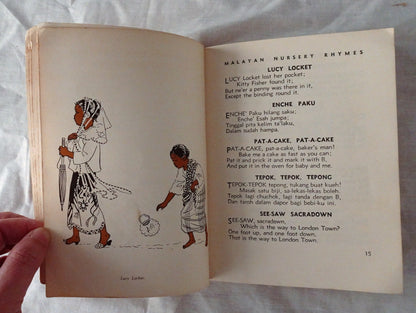 Lucy Locket.
MALAYAN NURSERY RHYMES
LUCY LOCKET
LUCY Locket lost her pocket;
Kitty Fisher found it;
But ne'er a penny was there in it,
Except the binding round it.
ENCHE PAKU
ENCHE' Paku hilang saku,
Enche' Esah jumpa;
Tinggal pita kelim ta'laku,
Dalam sudah hampa.
PAT-A-CAKE, PAT-A-CAKE
PAT-A-CAKE, pat-a-cake, baker's man!
Bake me a cake as fast as you can;
Pat it and prick it and mark it with B,
And put it in the oven for baby and me.
TEPOK, TEPOK, TEPONG
TEPOK-TEPOK tepong, tukang buat kueh!
Masak satu biji, sa-lekas-lekas boleh,
Tepok lagi chuchok, lagi tanda dengan B,
Dan taroh dalam dapor bagi bebi-ku ini.
SEE-SAW SACRADOWN
SEE-SAW, sacradown,
Which is the way to London Town?
One foot up, and one foot down,
That is the way to London Town.
15